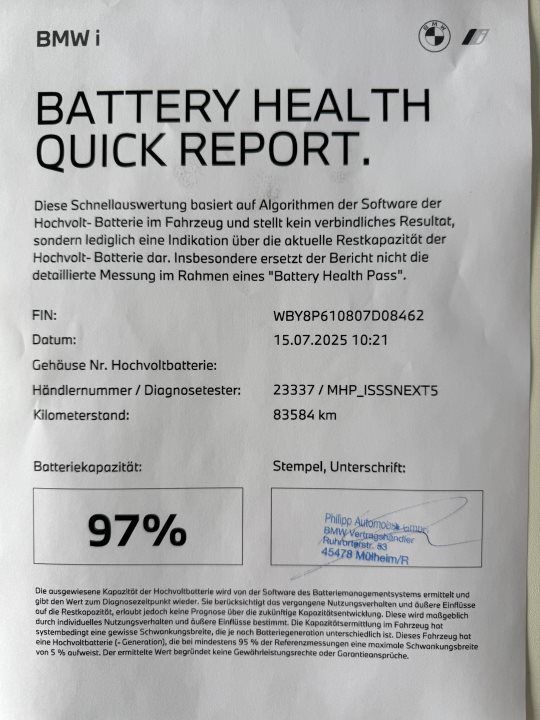 BMW i
BMW
i
BATTERY HEALTH
QUICK REPORT.
Diese Schnellauswertung basiert auf Algorithmen der Software der
Hochvolt- Batterie im Fahrzeug und stellt kein verbindliches Resultat,
sondern lediglich eine Indikation über die aktuelle Restkapazität der
Hochvolt- Batterie dar. Insbesondere ersetzt der Bericht nicht die
detaillierte Messung im Rahmen eines "Battery Health Pass".
FIN: WBY8P610807D08462
Datum: 15.07.2025 10:21
Gehäuse Nr. Hochvoltbatterie:
Händlernummer / Diagnosetester: 23337 / MHP_ISSSNEXT5
Kilometerstand: 83584 km
Batteriekapazität: Stempel, Unterschrift:
97%
Philipp Automobile GmbH
BMW Vertragshändler
Ruhrorterstr. 83
45478 Mülheim/R
Die ausgewiesene Kapazität der Hochvoltbatterie wird von der Software des Batteriemanagementsystems ermittelt und
gibt den Wert zum Diagnosezeitpunkt wieder. Sie berücksichtigt das vergangene Nutzungsverhalten und äußere Einflüsse
auf die Restkapazität, erlaubt jedoch keine Prognose über die zukünftige Kapazitätsentwicklung. Diese wird maßgeblich
durch individuelles Nutzungsverhalten und äußere Einflüsse bestimmt. Die Kapazitätsermittlung im Fahrzeug hat
systembedingt eine gewisse Schwankungsbreite, die je nach Batteriegeneration unterschiedlich ist. Dieses Fahrzeug hat
eine Hochvoltbatterie (- Generation), die bei mindestens 95 % der Referenzmessungen eine maximale Schwankungsbreite
von 5 % aufweist. Der ermittelte Wert begründet keine Gewährleistungsrechte oder Garantieansprüche.